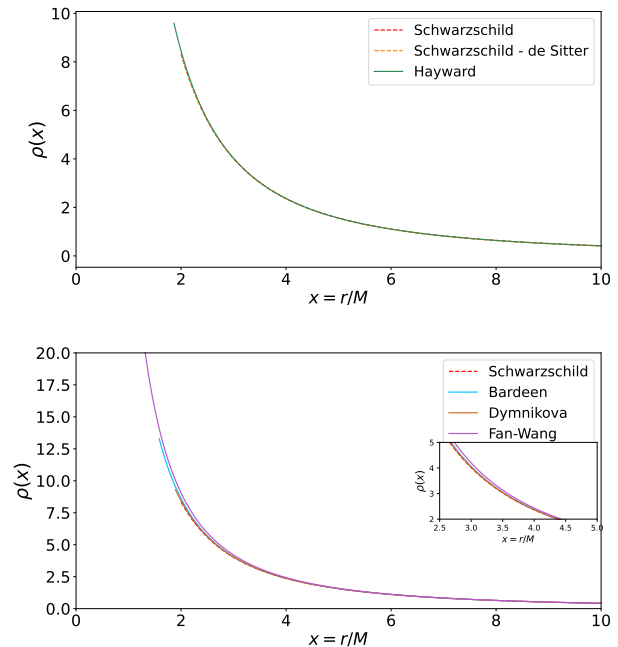 10
8
6
4
2
0
ρ(x)
Schwarzschild
Schwarzschild - de Sitter
Hayward
0 2 4 6 8 10
x = r/M
20.0
17.5
15.0
12.5
10.0
7.5
5.0
2.5
0.0
ρ(x)
Schwarzschild
Bardeen
Dymnikova
Fan-Wang
5
4
3
2
ρ(x)
2.5 3.0 3.5 4.0 4.5 5.0
x = r/M
0 2 4 6 8 10
x = r/M